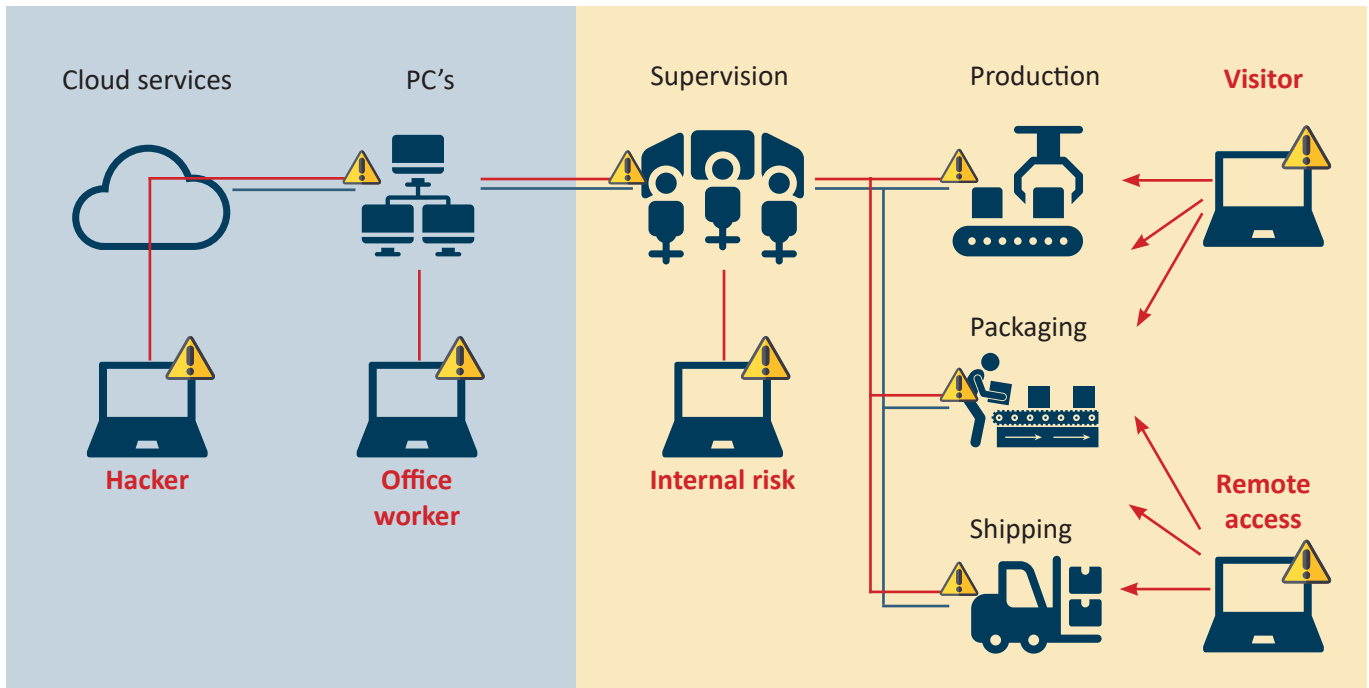 Cloud services
PC's
Supervision
Production
Visitor
Packaging
Hacker
Office
worker
Internal risk
Remote
access
Shipping